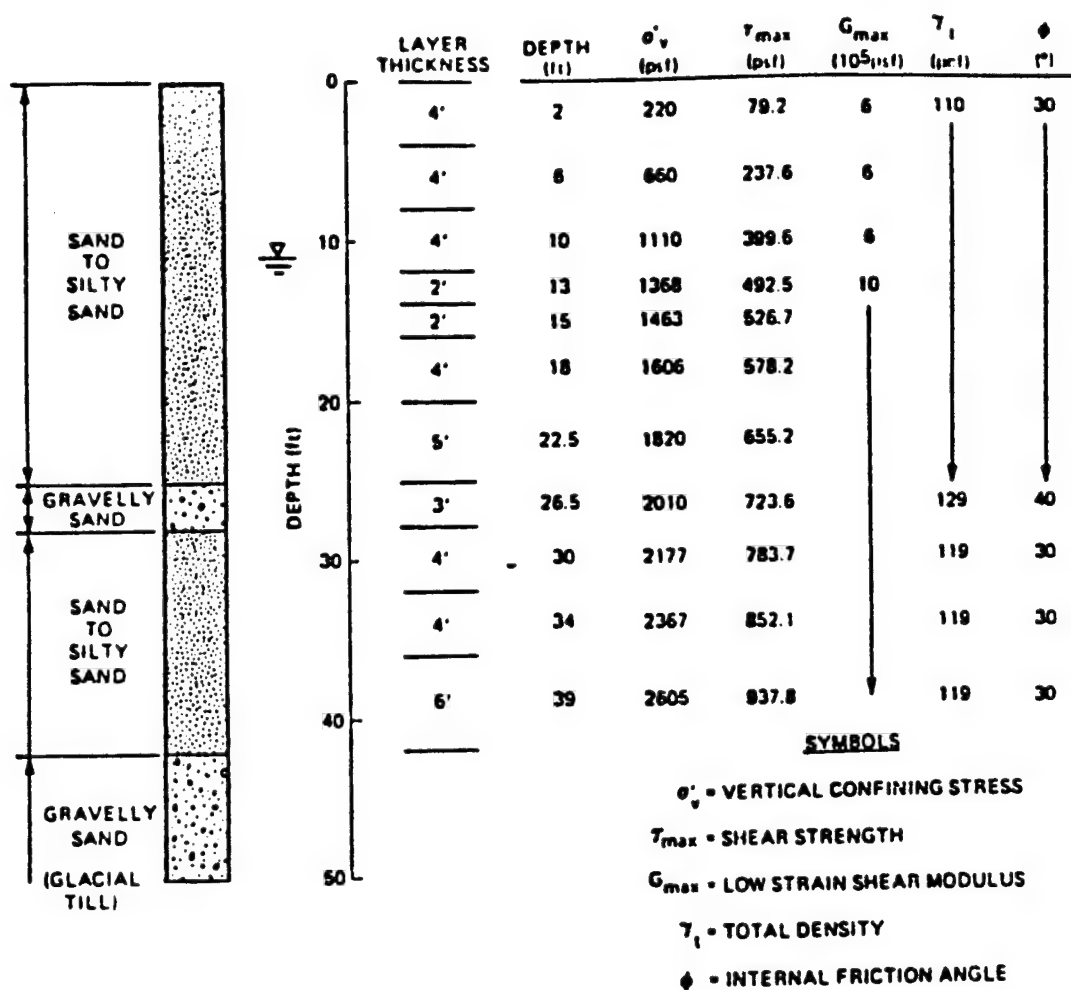 LAYER THICKNESS DEPTH (ft) σ'v (psf) τmax (psf) Gmax (10⁵psf) γt (pcf) φ (°)
0
4' 2 220 79.2 6 110 30
4' 6 660 237.6 6
10 4' 10 1110 399.6 6
SAND TO SILTY SAND
2' 13 1368 492.5 10
2' 15 1463 526.7
4' 18 1606 578.2
20
5' 22.5 1820 655.2
DEPTH (ft)
GRAVELLY SAND
3' 26.5 2010 723.6 129 40
30 4' 30 2177 783.7 119 30
SAND TO SILTY SAND
4' 34 2367 852.1 119 30
6' 39 2605 937.8 119 30
40
GRAVELLY SAND
(GLACIAL TILL)
50
SYMBOLS
σ'v = VERTICAL CONFINING STRESS
τmax = SHEAR STRENGTH
Gmax = LOW STRAIN SHEAR MODULUS
γt = TOTAL DENSITY
φ = INTERNAL FRICTION ANGLE